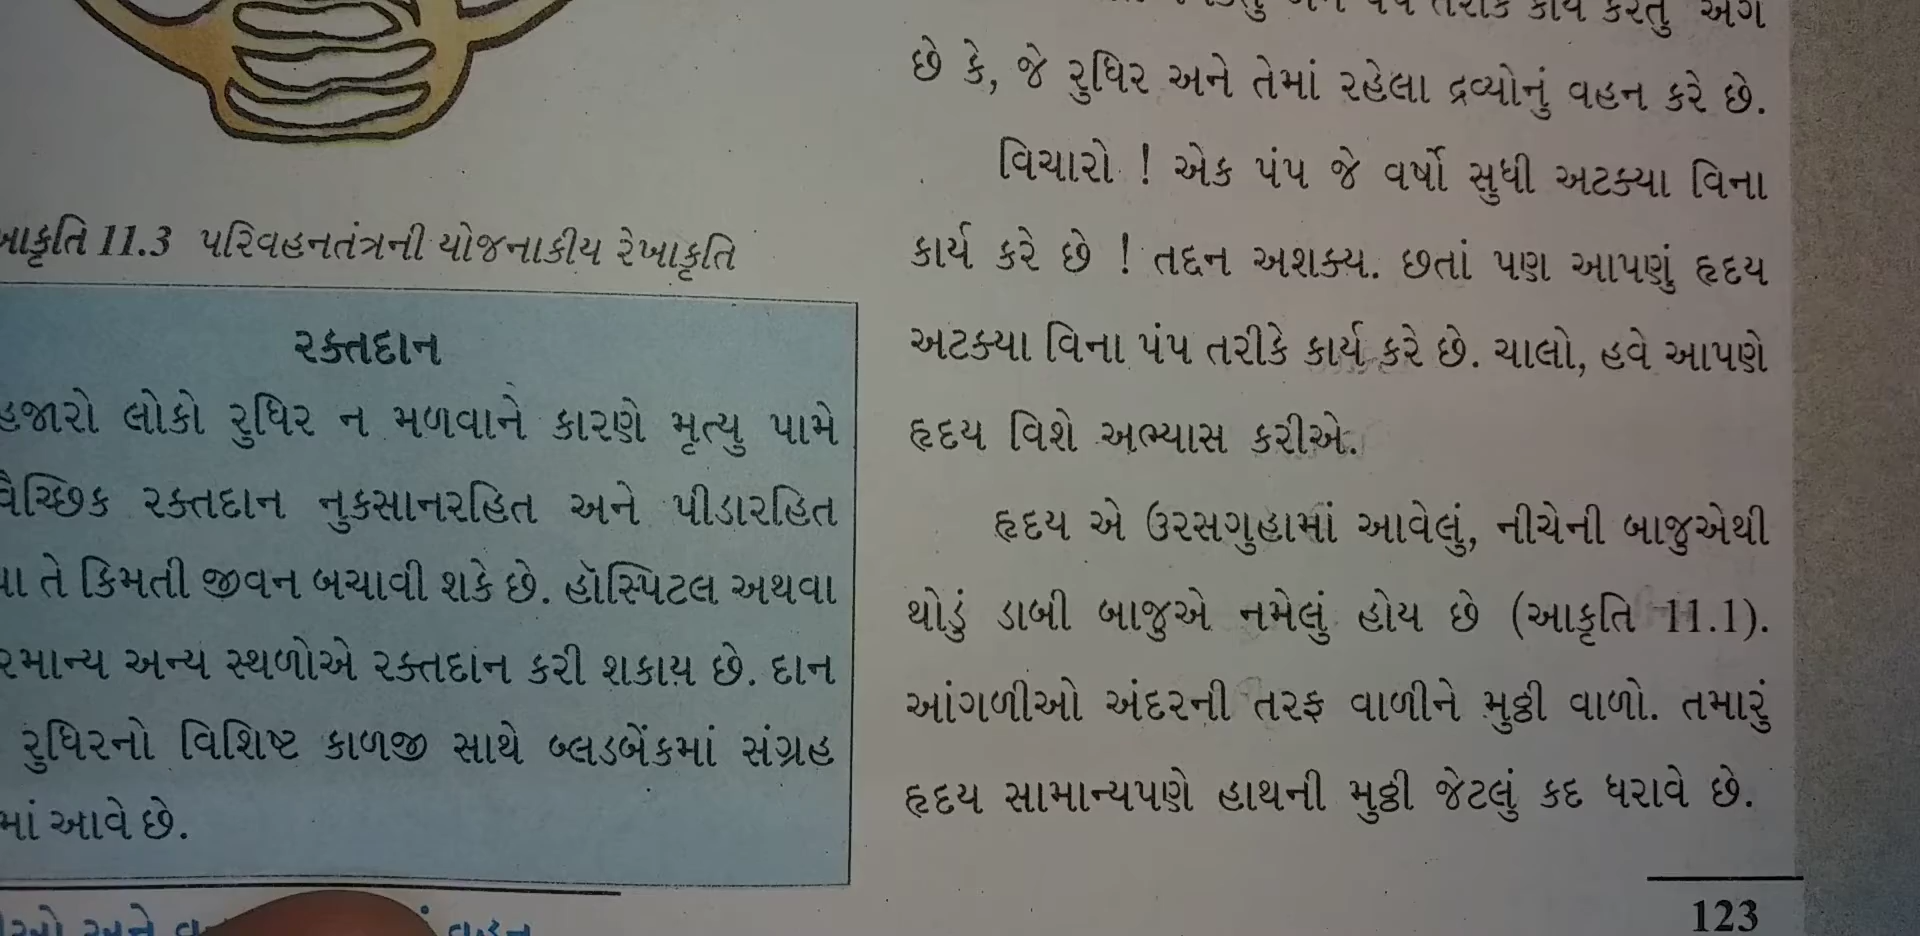 આકૃતિ 11.3 પરિવહનતંત્રની યોજનાકીય રેખાકૃતિ
રક્તદાન
હજારો લોકો રુધિર ન મળવાને કારણે મૃત્યુ પામે
રક્તદાન નુકસાનરહિત અને પીડારહિત
તે કિમતી જીવન બચાવી શકે છે. હૉસ્પિટલ અથવા
અન્ય સ્થળોએ રક્તદાન કરી શકાય છે. દાન
રુધિરનો વિશિષ્ટ કાળજી સાથે બ્લડબેંકમાં સંગ્રહ
આવે છે.
તરીકે કાર્ય કરતું અંગ
છે કે, જે રુધિર અને તેમાં રહેલા દ્રવ્યોનું વહન કરે છે.
વિચારો ! એક પંપ જે વર્ષો સુધી અટક્યા વિના
કાર્ય કરે છે ! તદ્દન અશક્ય. છતાં પણ આપણું હૃદય
અટક્યા વિના પંપ તરીકે કાર્ય કરે છે. ચાલો, હવે આપણે
હૃદય વિશે અભ્યાસ કરીએ.
હૃદય એ ઉરસગુહામાં આવેલું, નીચેની બાજુએથી
થોડું ડાબી બાજુએ નમેલું હોય છે (આકૃતિ 11.1).
આંગળીઓ અંદરની તરફ વાળીને મુઠ્ઠી વાળો. તમારું
હૃદય સામાન્યપણે હાથની મુઠ્ઠી જેટલું કદ ધરાવે છે.
123